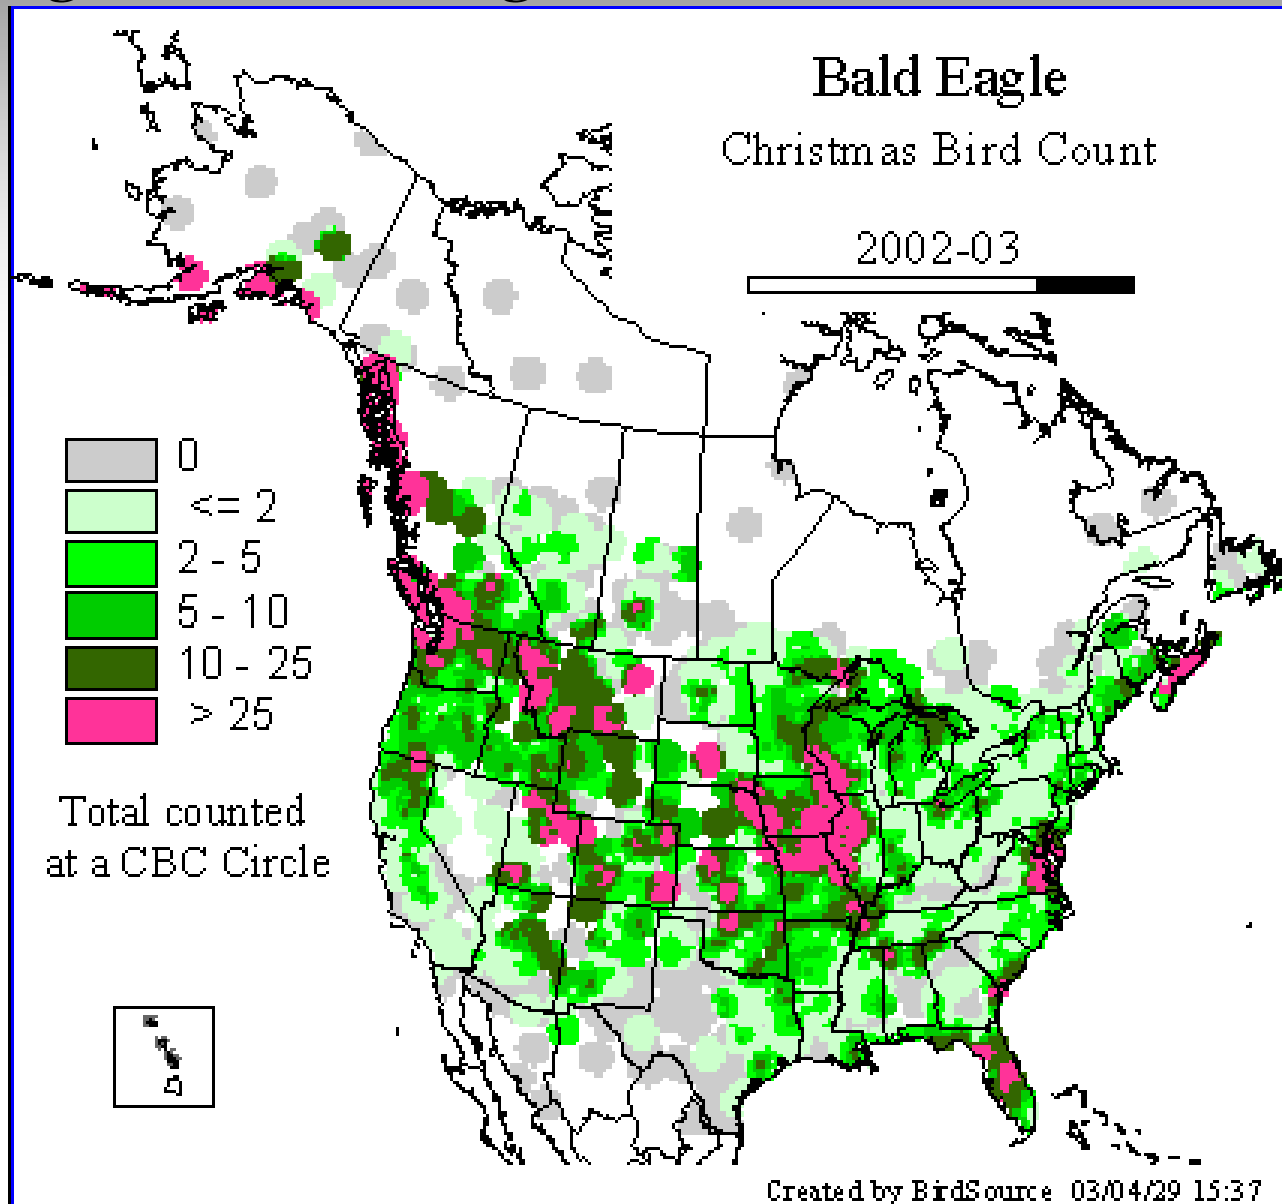 Bald Eagle
Christmas Bird Count
2002-03
0
<= 2
2 - 5
5 - 10
10 - 25
> 25
Total counted
at a CBC Circle
Created by BirdSource 03/04/29 15:37